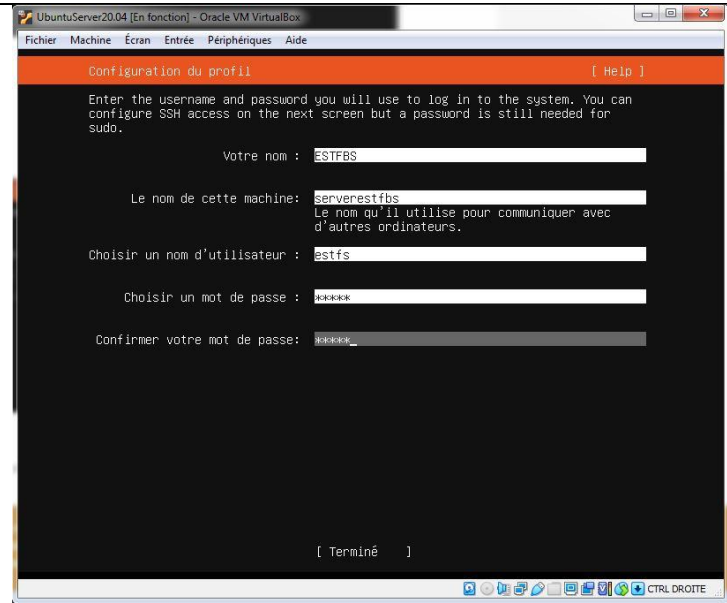 UbuntuServer20.04 [En fonction] - Oracle VM VirtualBox
Fichier Machine Écran Entrée Périphériques Aide
Configuration du profil [ Help ]
Enter the username and password you will use to log in to the system. You can
configure SSH access on the next screen but a password is still needed for
sudo.
Votre nom : ESTFBS
Le nom de cette machine: serverestfbs
Le nom qu'il utilise pour communiquer avec
d'autres ordinateurs.
Choisir un nom d'utilisateur : estfs
Choisir un mot de passe : *****
Confirmer votre mot de passe: *****_
[ Terminé ]
CTRL DROITE